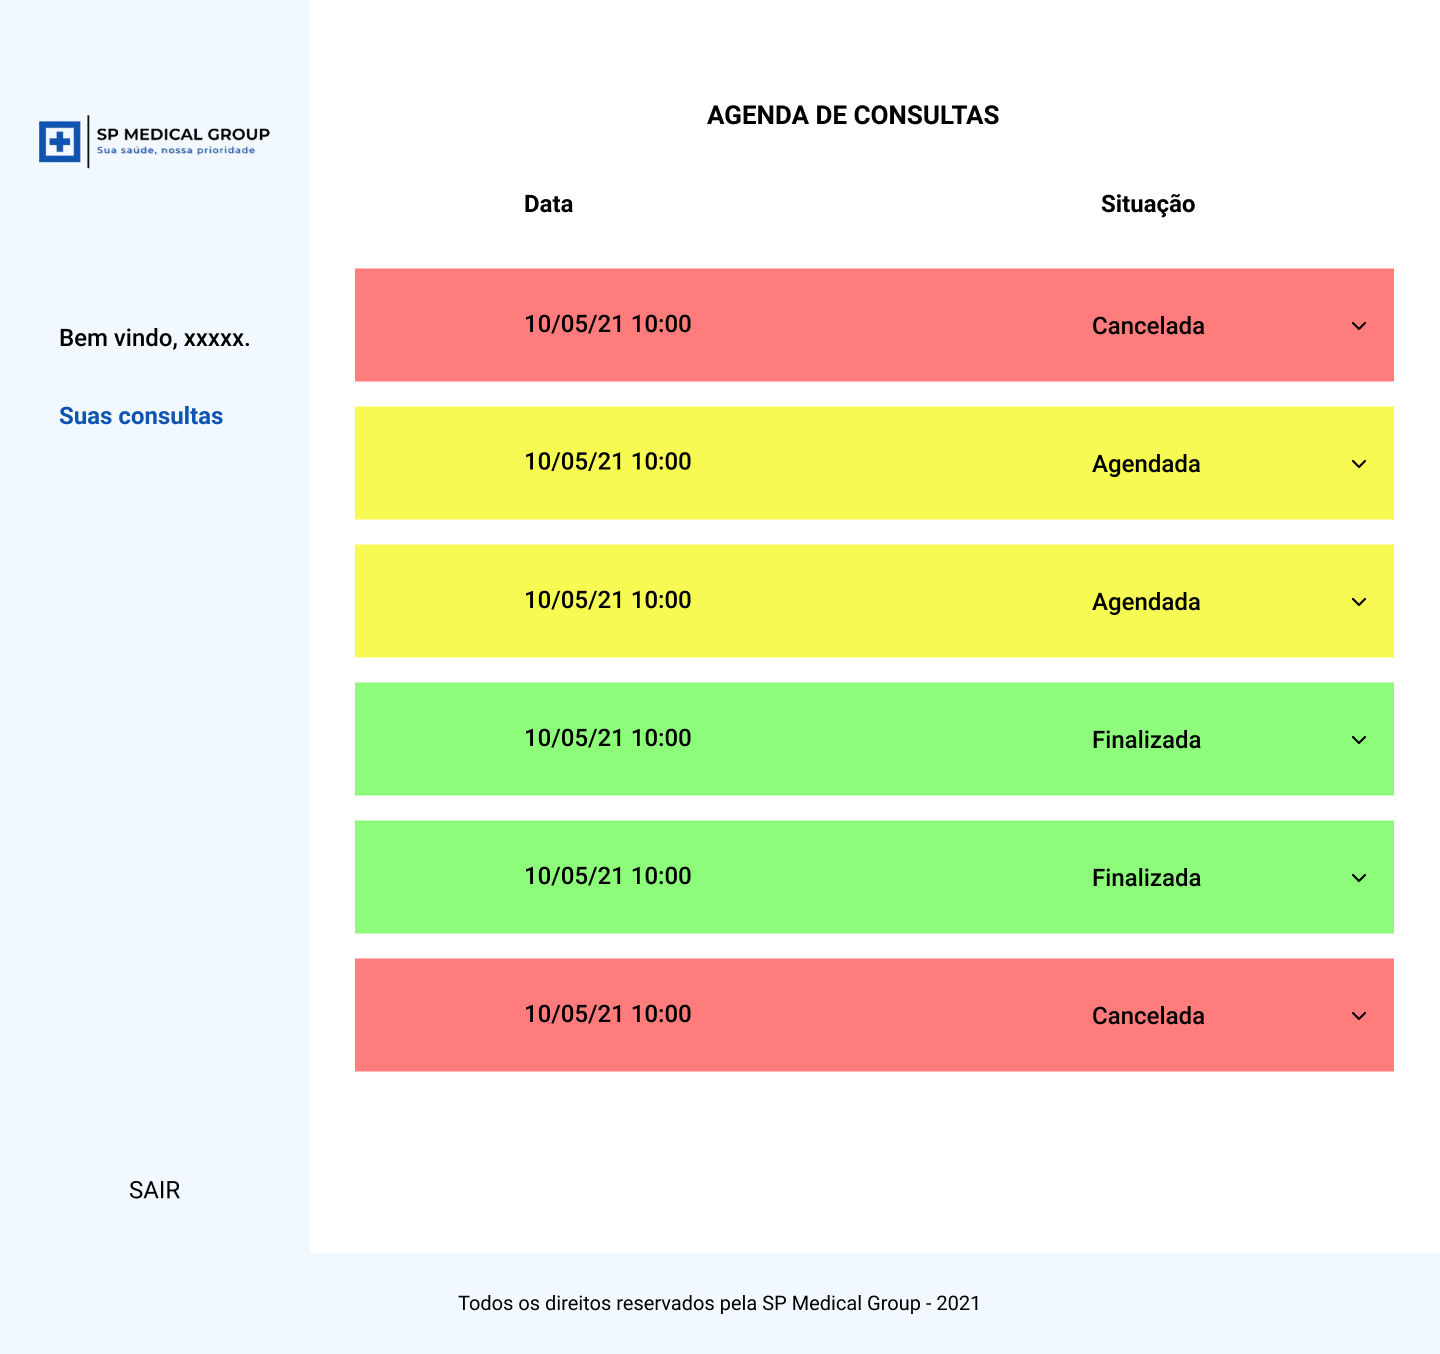 SP MEDICAL GROUP
Sua saúde, nossa prioridade
Bem vindo, xxxxx.
Suas consultas
SAIR
AGENDA DE CONSULTAS
Data Situação
10/05/21 10:00 Cancelada
10/05/21 10:00 Agendada
10/05/21 10:00 Agendada
10/05/21 10:00 Finalizada
10/05/21 10:00 Finalizada
10/05/21 10:00 Cancelada
Todos os direitos reservados pela SP Medical Group - 2021